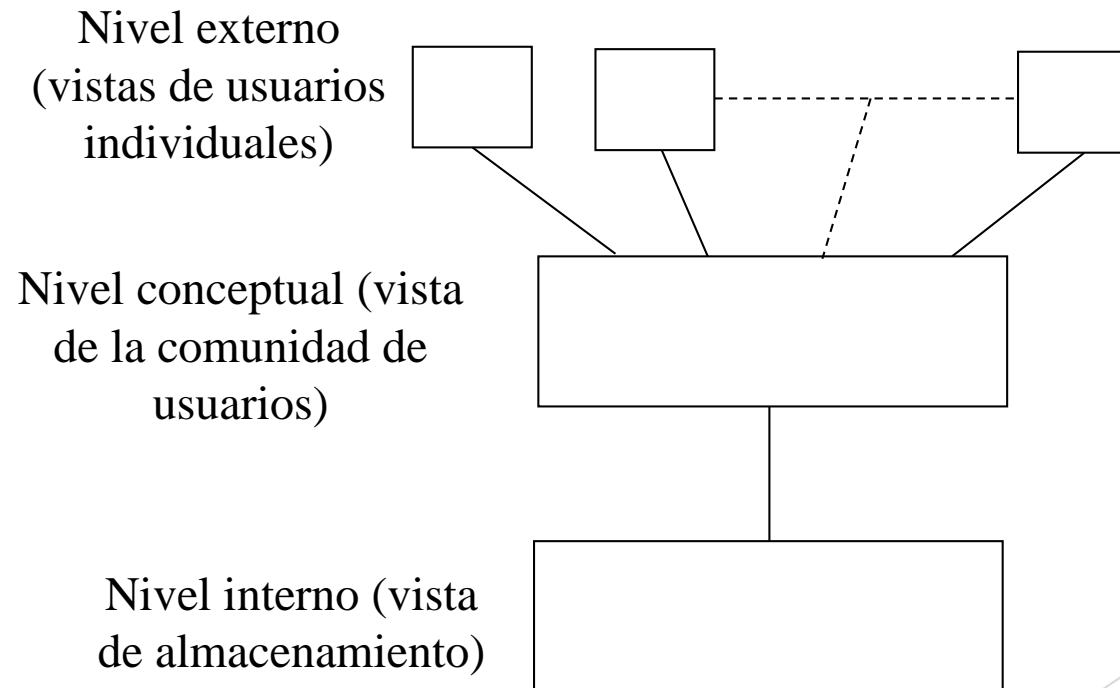 Nivel externo
(vistas de usuarios
individuales)
Nivel conceptual (vista
de la comunidad de
usuarios)
Nivel interno (vista
de almacenamiento)